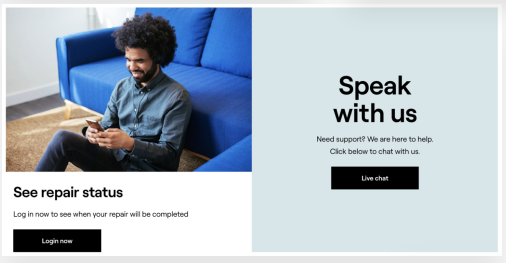 See repair status
Log in now to see when your repair will be completed
Login now
Speak
with us
Need support? We are here to help.
Click below to chat with us.
Live chat